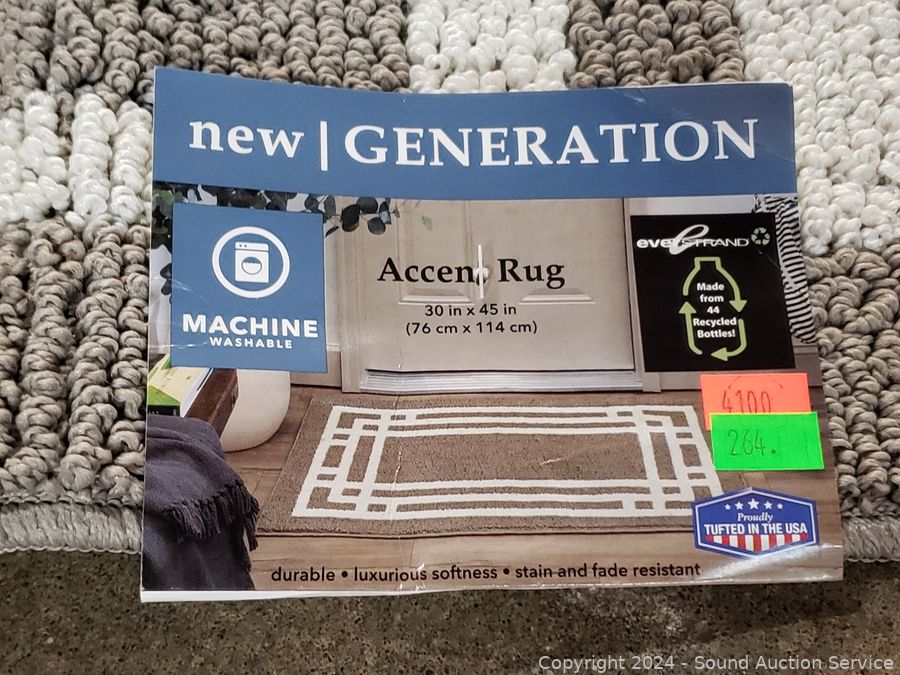 new | GENERATION
MACHINE
WASHABLE
Accent Rug
30 in x 45 in
(76 cm x 114 cm)
everSTRAND
Made
from
44
Recycled
Bottles!
4100
264.
Proudly
TUFTED IN THE USA
durable • luxurious softness • stain and fade resistant
Copyright 2024 - Sound Auction Service